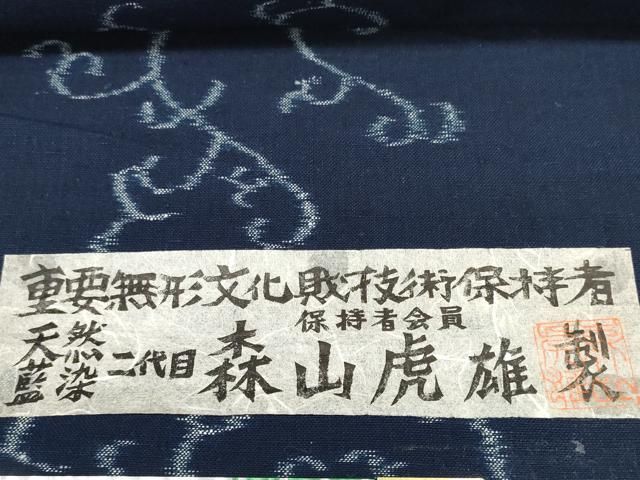 重要無形文化財技術保持者
保持者会員
天然
藍染
二代目 森山虎雄 製